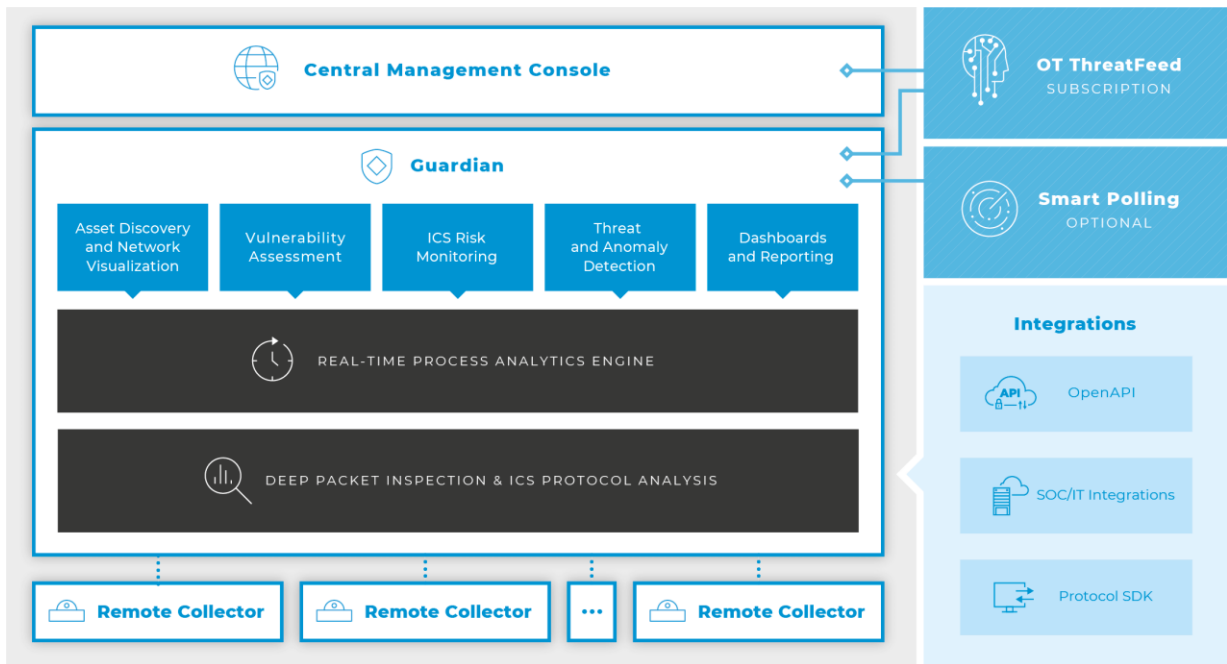 Central Management Console
OT ThreatFeed
SUBSCRIPTION
Guardian
Smart Polling
OPTIONAL
Asset Discovery
and Network
Visualization
Vulnerability
Assessment
ICS Risk
Monitoring
Threat
and Anomaly
Detection
Dashboards
and Reporting
REAL-TIME PROCESS ANALYTICS ENGINE
DEEP PACKET INSPECTION & ICS PROTOCOL ANALYSIS
Integrations
API
OpenAPI
SOC/IT Integrations
Protocol SDK
Remote Collector
Remote Collector
...
Remote Collector